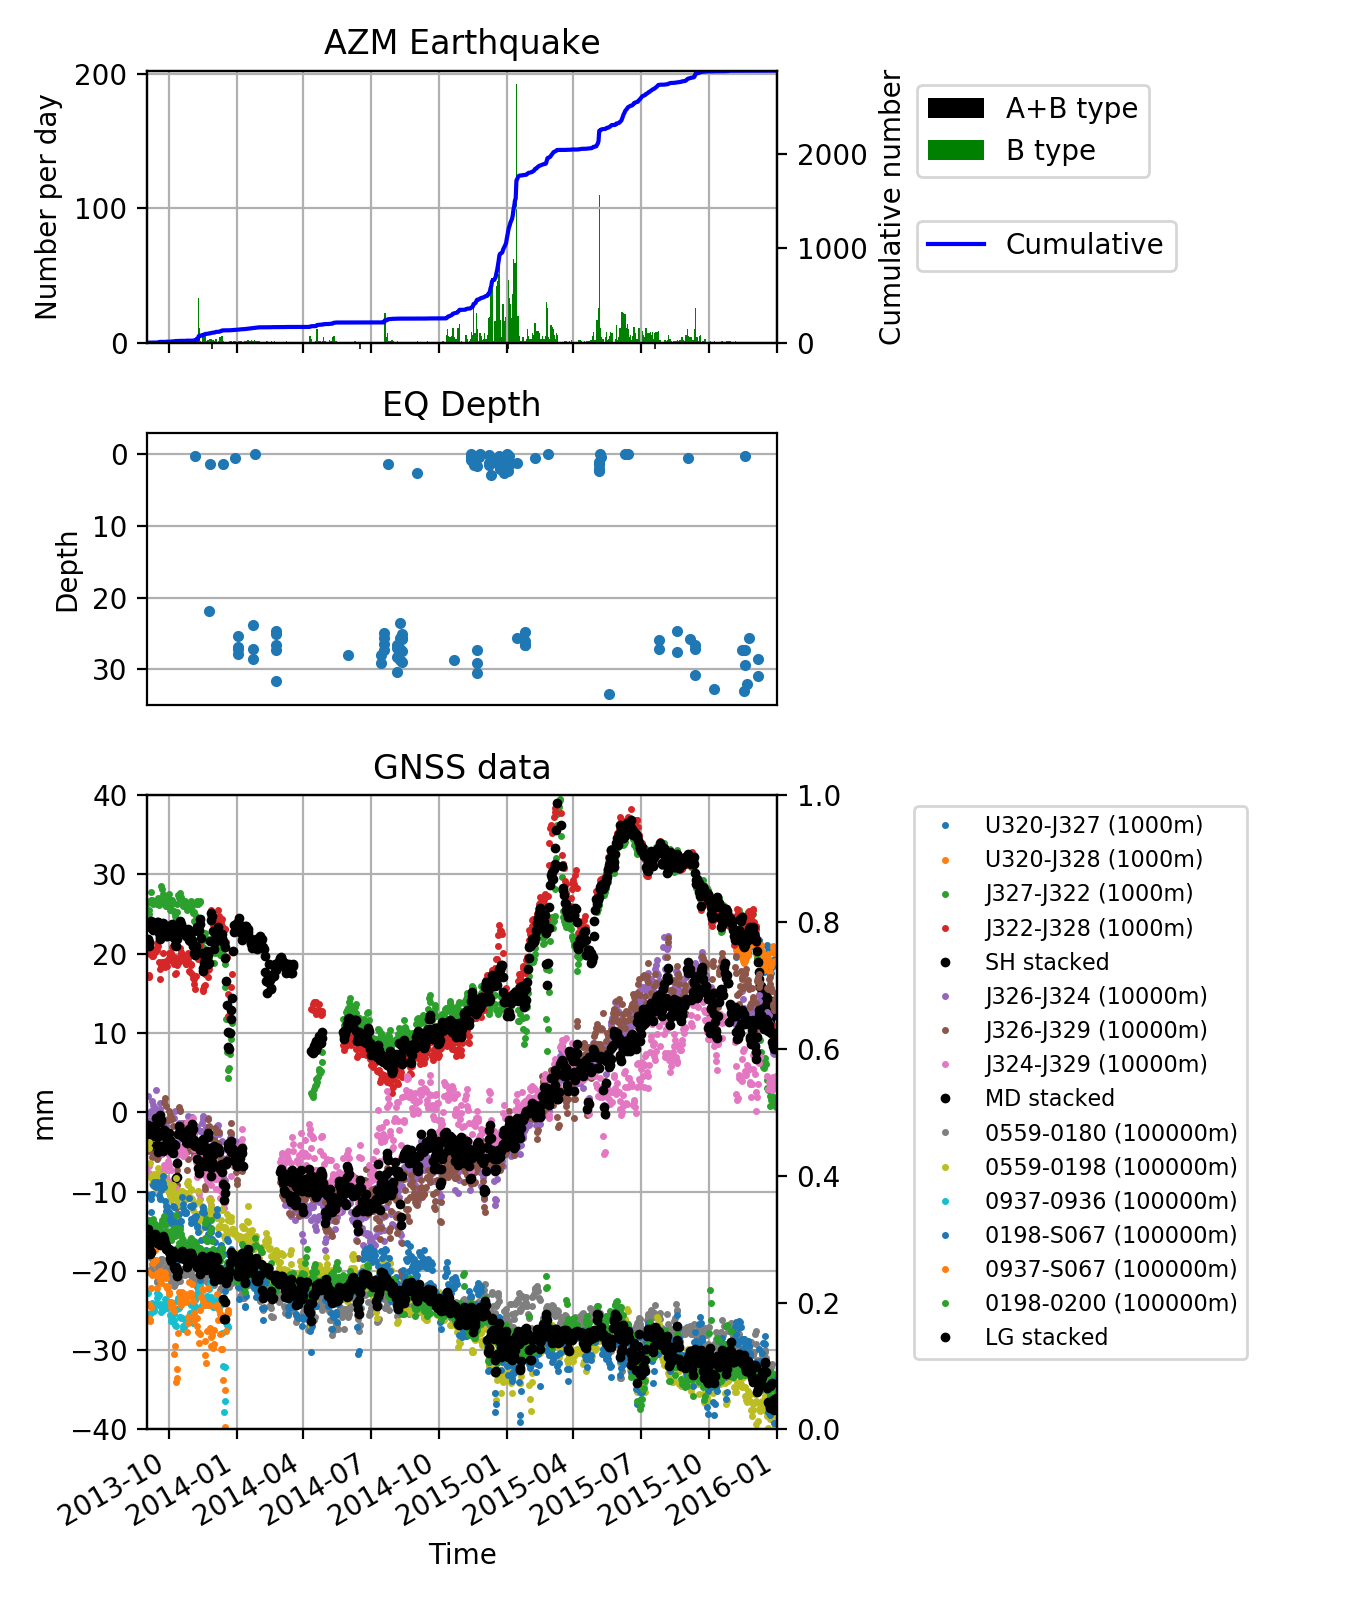 AZM Earthquake
200
100
0
Number per day
2000
1000
0
Cumulative number
A+B type
B type
Cumulative
EQ Depth
0
10
20
30
Depth
GNSS data
40
30
20
10
0
−10
−20
−30
−40
mm
1.0
0.8
0.6
0.4
0.2
0.0
U320-J327 (1000m)
U320-J328 (1000m)
J327-J322 (1000m)
J322-J328 (1000m)
SH stacked
J326-J324 (10000m)
J326-J329 (10000m)
J324-J329 (10000m)
MD stacked
0559-0180 (100000m)
0559-0198 (100000m)
0937-0936 (100000m)
0198-S067 (100000m)
0937-S067 (100000m)
0198-0200 (100000m)
LG stacked
2013-10
2014-01
2014-04
2014-07
2014-10
2015-01
2015-04
2015-07
2015-10
2016-01
Time